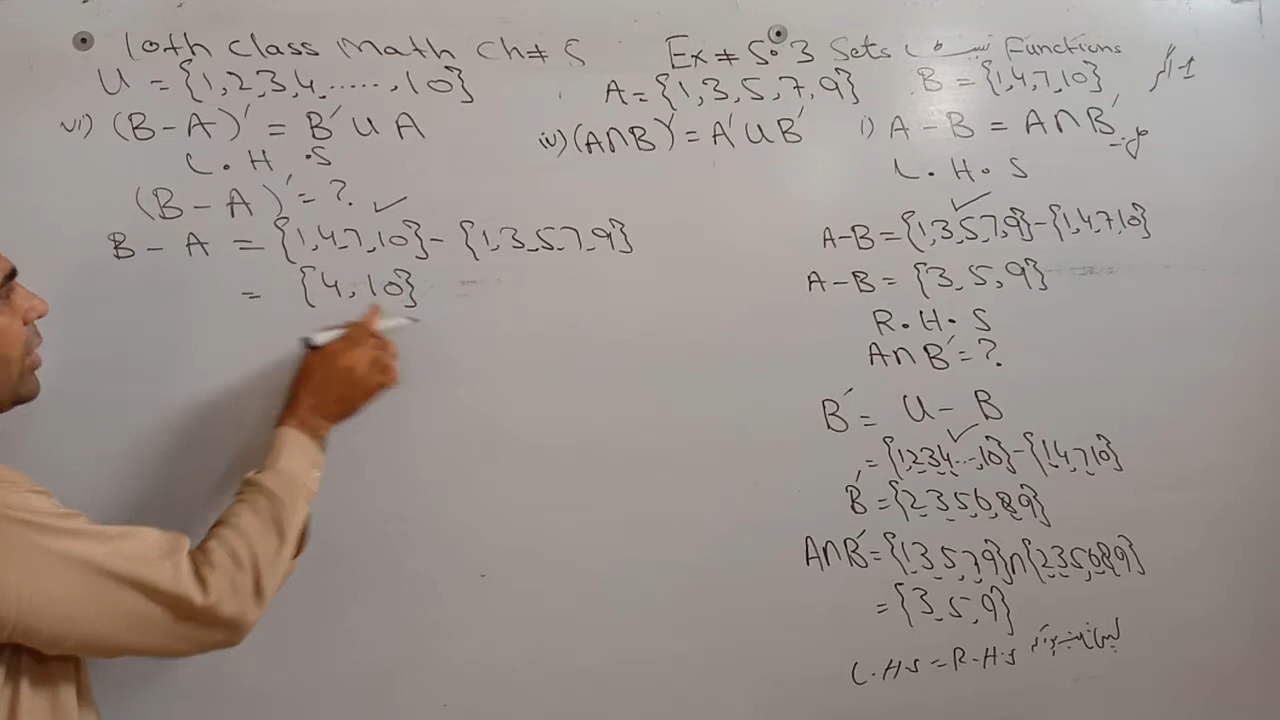 10th class Math Ch# 5 Ex # 5.3 Sets Functions
U = {1,2,3,4,.....,10} A = {1,3,5,7,9} B = {1,4,7,10}
vi) (B-A)′ = B′ U A
L.H.S
(B-A)′ = ?
B-A = {1,4,7,10} - {1,3,5,7,9}
= {4,10}
iv) (A∩B)′ = A′ U B′
i) A-B = A∩B′
L.H.S
A-B = {1,3,5,7,9} - {1,4,7,10}
A-B = {3,5,9}
R.H.S
A∩B′ = ?
B′ = U - B
= {1,2,3,4...,10} - {1,4,7,10}
B′ = {2,3,5,6,8,9}
A∩B′ = {1,3,5,7,9} ∩ {2,3,5,6,8,9}
= {3,5,9}
L.H.S = R.H.S